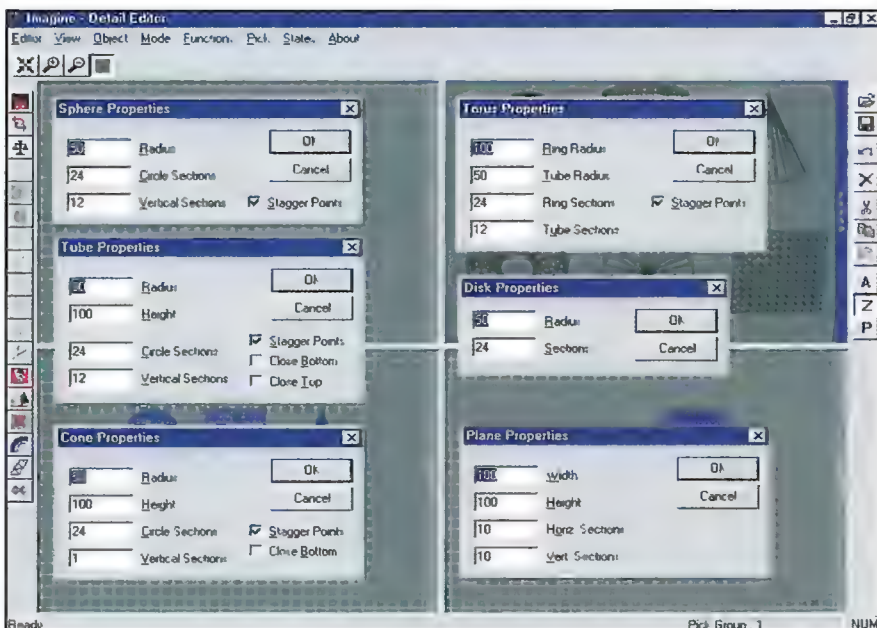 Imagine - Detail Editor
Editor View Object Mode Functions Pick States About
Sphere Properties
50 Radius Ok
24 Circle Sections Cancel
12 Vertical Sections Stagger Points
Torus Properties
100 Ring Radius Ok
50 Tube Radius Cancel
24 Ring Sections Stagger Points
12 Tube Sections
Tube Properties
Radius Ok
100 Height Cancel
24 Circle Sections Stagger Points
Close Bottom
12 Vertical Sections Close Top
Disk Properties
50 Radius Ok
24 Sections Cancel
Cone Properties
Radius Ok
100 Height Cancel
24 Circle Sections Stagger Points
1 Vertical Sections Close Bottom
Plane Properties
100 Width Ok
100 Height Cancel
10 Horiz Sections
10 Vert Sections
A
Z
P
Ready Pick Group 1 NUM